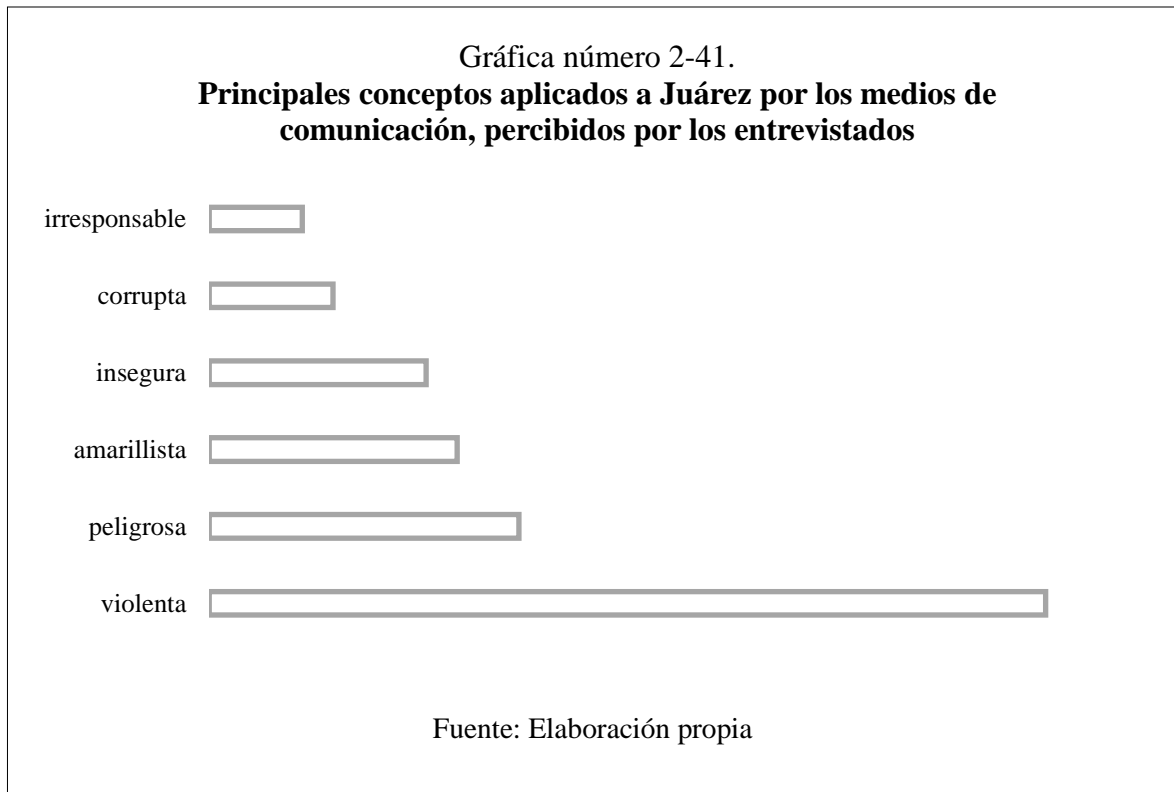 Gráfica número 2-41.
Principales conceptos aplicados a Juárez por los medios de
comunicación, percibidos por los entrevistados
irresponsable
corrupta
insegura
amarillista
peligrosa
violenta
Fuente: Elaboración propia